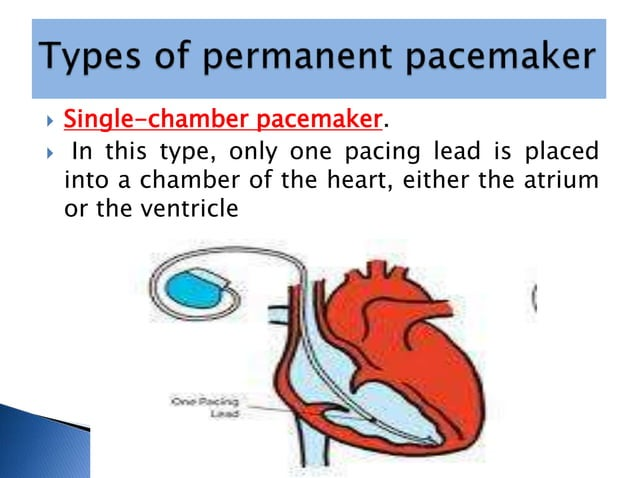 Types of permanent pacemaker
Single-chamber pacemaker.
In this type, only one pacing lead is placed
into a chamber of the heart, either the atrium
or the ventricle
One Pacing
Lead